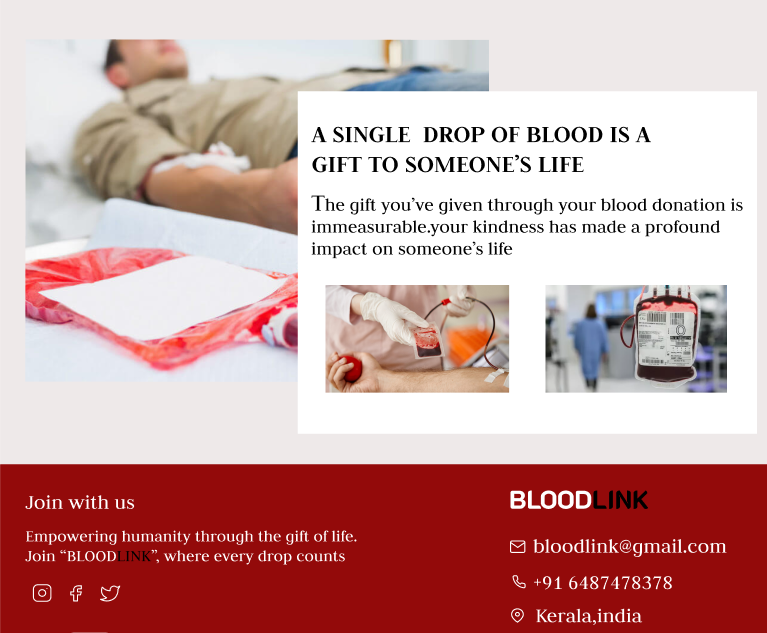 A SINGLE DROP OF BLOOD IS A
GIFT TO SOMEONE'S LIFE
The gift you've given through your blood donation is
immeasurable.your kindness has made a profound
impact on someone's life
Join with us
Empowering humanity through the gift of life.
Join “BLOODLINK”, where every drop counts
BLOODLINK
bloodlink@gmail.com
+91 6487478378
Kerala,india